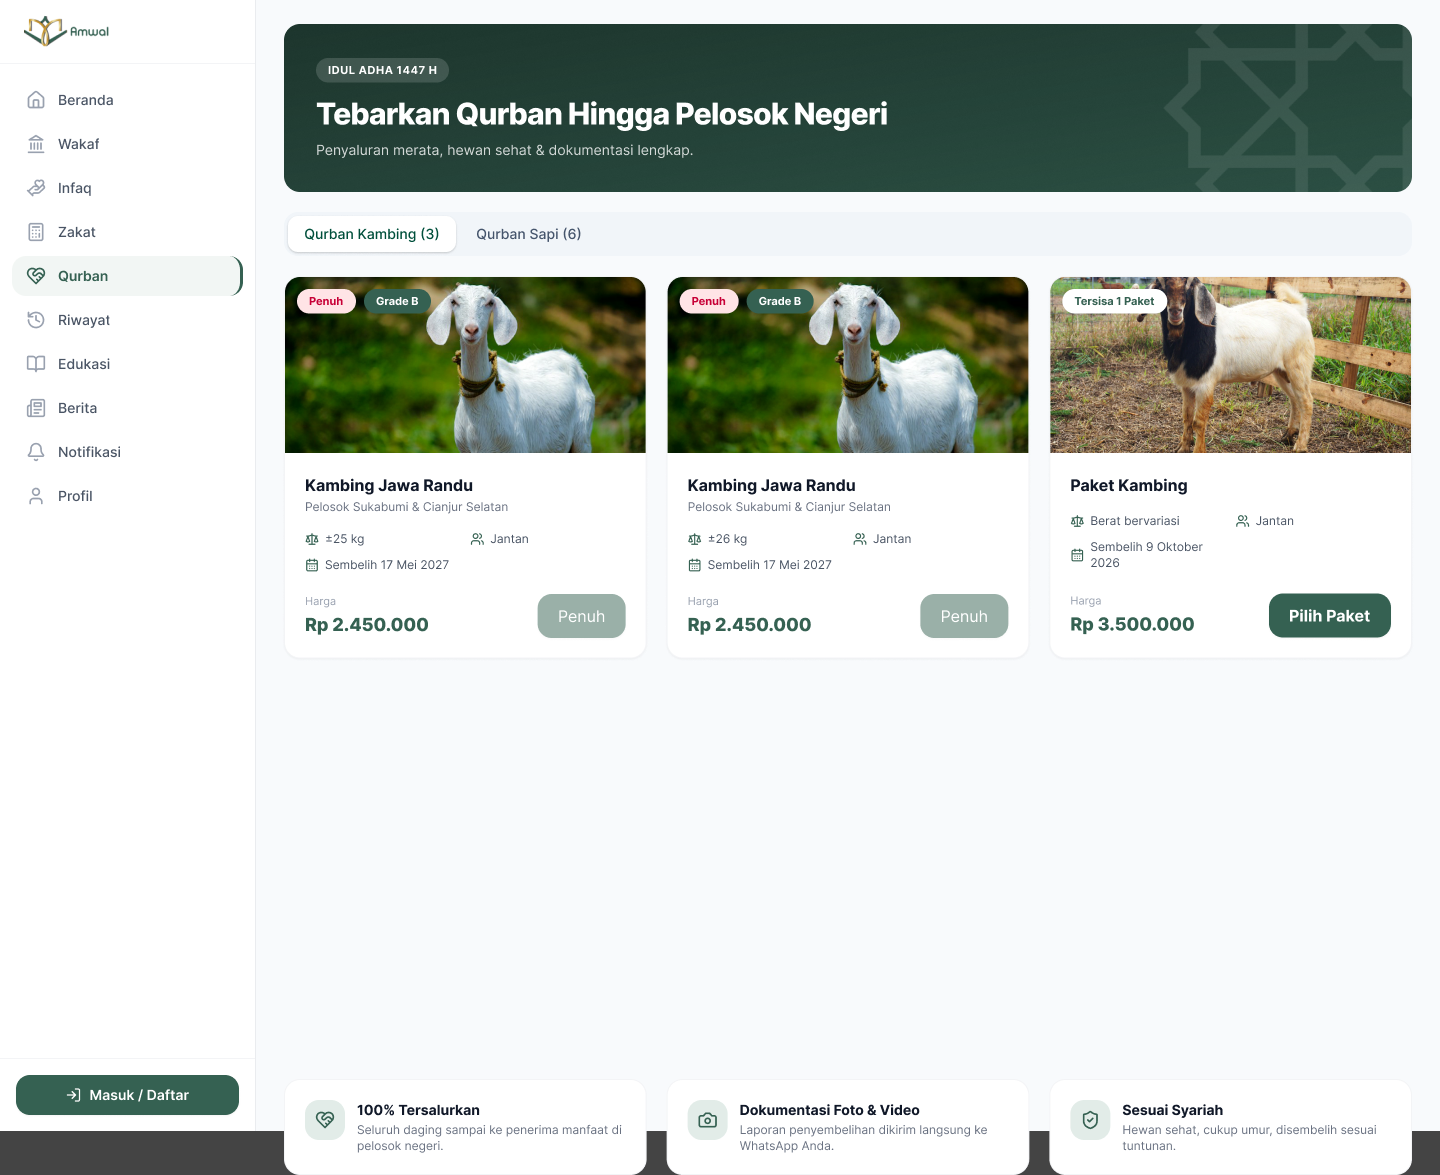 Amwal
Beranda
Wakaf
Infaq
Zakat
Qurban
Riwayat
Edukasi
Berita
Notifikasi
Profil
Masuk / Daftar
IDUL ADHA 1447 H
Tebarkan Qurban Hingga Pelosok Negeri
Penyaluran merata, hewan sehat & dokumentasi lengkap.
Qurban Kambing (3)
Qurban Sapi (6)
Penuh
Grade B
Kambing Jawa Randu
Pelosok Sukabumi & Cianjur Selatan
±25 kg
Jantan
Sembelih 17 Mei 2027
Harga
Rp 2.450.000
Penuh
Penuh
Grade B
Kambing Jawa Randu
Pelosok Sukabumi & Cianjur Selatan
±26 kg
Jantan
Sembelih 17 Mei 2027
Harga
Rp 2.450.000
Penuh
Tersisa 1 Paket
Paket Kambing
Berat bervariasi
Jantan
Sembelih 9 Oktober
2026
Harga
Rp 3.500.000
Pilih Paket
100% Tersalurkan
Seluruh daging sampai ke penerima manfaat di
pelosok negeri.
Dokumentasi Foto & Video
Laporan penyembelihan dikirim langsung ke
WhatsApp Anda.
Sesuai Syariah
Hewan sehat, cukup umur, disembelih sesuai
tuntunan.